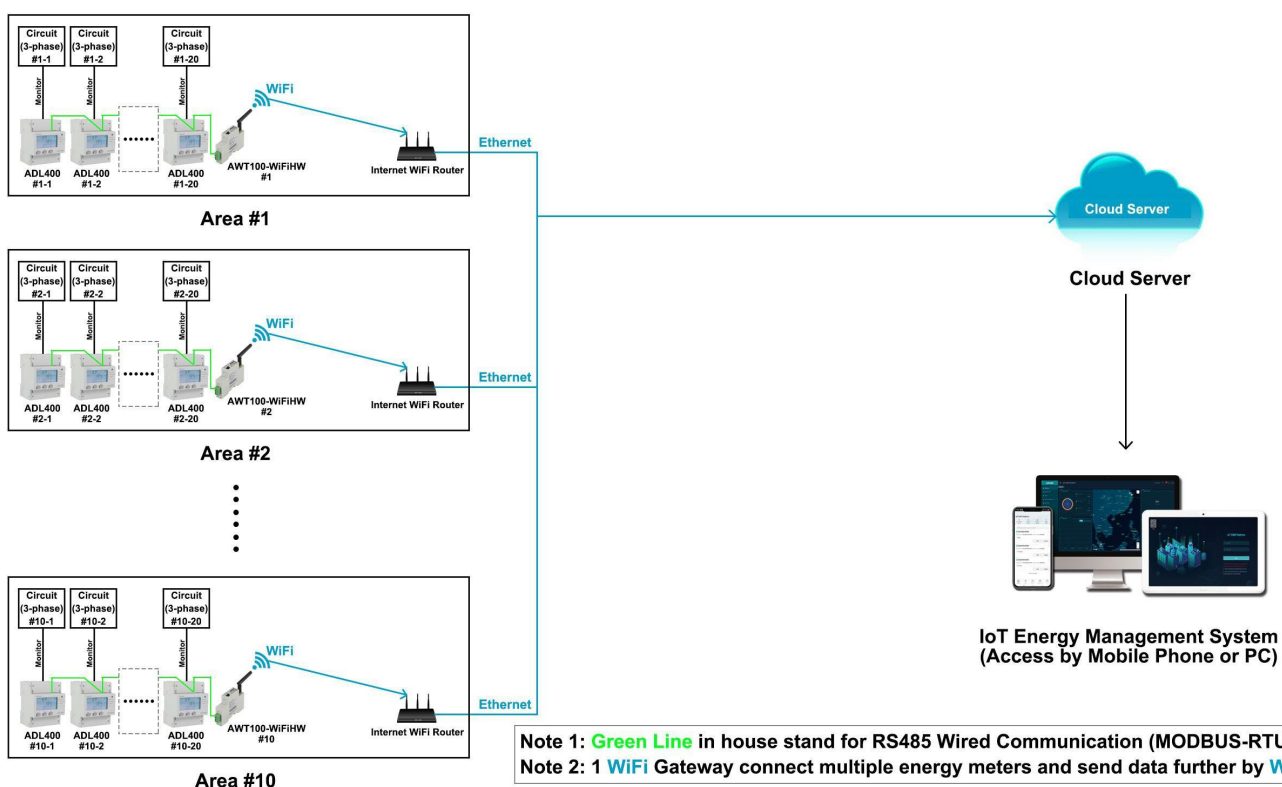 Circuit
(3-phase)
#1-1
Circuit
(3-phase)
#1-2
Circuit
(3-phase)
#1-20
Monitor
Monitor
Monitor
WiFi
ADL400
#1-1
ADL400
#1-2
ADL400
#1-20
AWT100-WiFiHW
#1
Internet WiFi Router
Ethernet
Area #1
Circuit
(3-phase)
#2-1
Circuit
(3-phase)
#2-2
Circuit
(3-phase)
#2-20
Monitor
Monitor
Monitor
WiFi
ADL400
#2-1
ADL400
#2-2
ADL400
#2-20
AWT100-WiFiHW
#2
Internet WiFi Router
Ethernet
Area #2
Circuit
(3-phase)
#10-1
Circuit
(3-phase)
#10-2
Circuit
(3-phase)
#10-20
Monitor
Monitor
Monitor
WiFi
ADL400
#10-1
ADL400
#10-2
ADL400
#10-20
AWT100-WiFiHW
#10
Internet WiFi Router
Ethernet
Area #10
Cloud Server
Cloud Server
IoT Energy Management System
(Access by Mobile Phone or PC)
Note 1: Green Line in house stand for RS485 Wired Communication (MODBUS-RTU
Note 2: 1 WiFi Gateway connect multiple energy meters and send data further by W